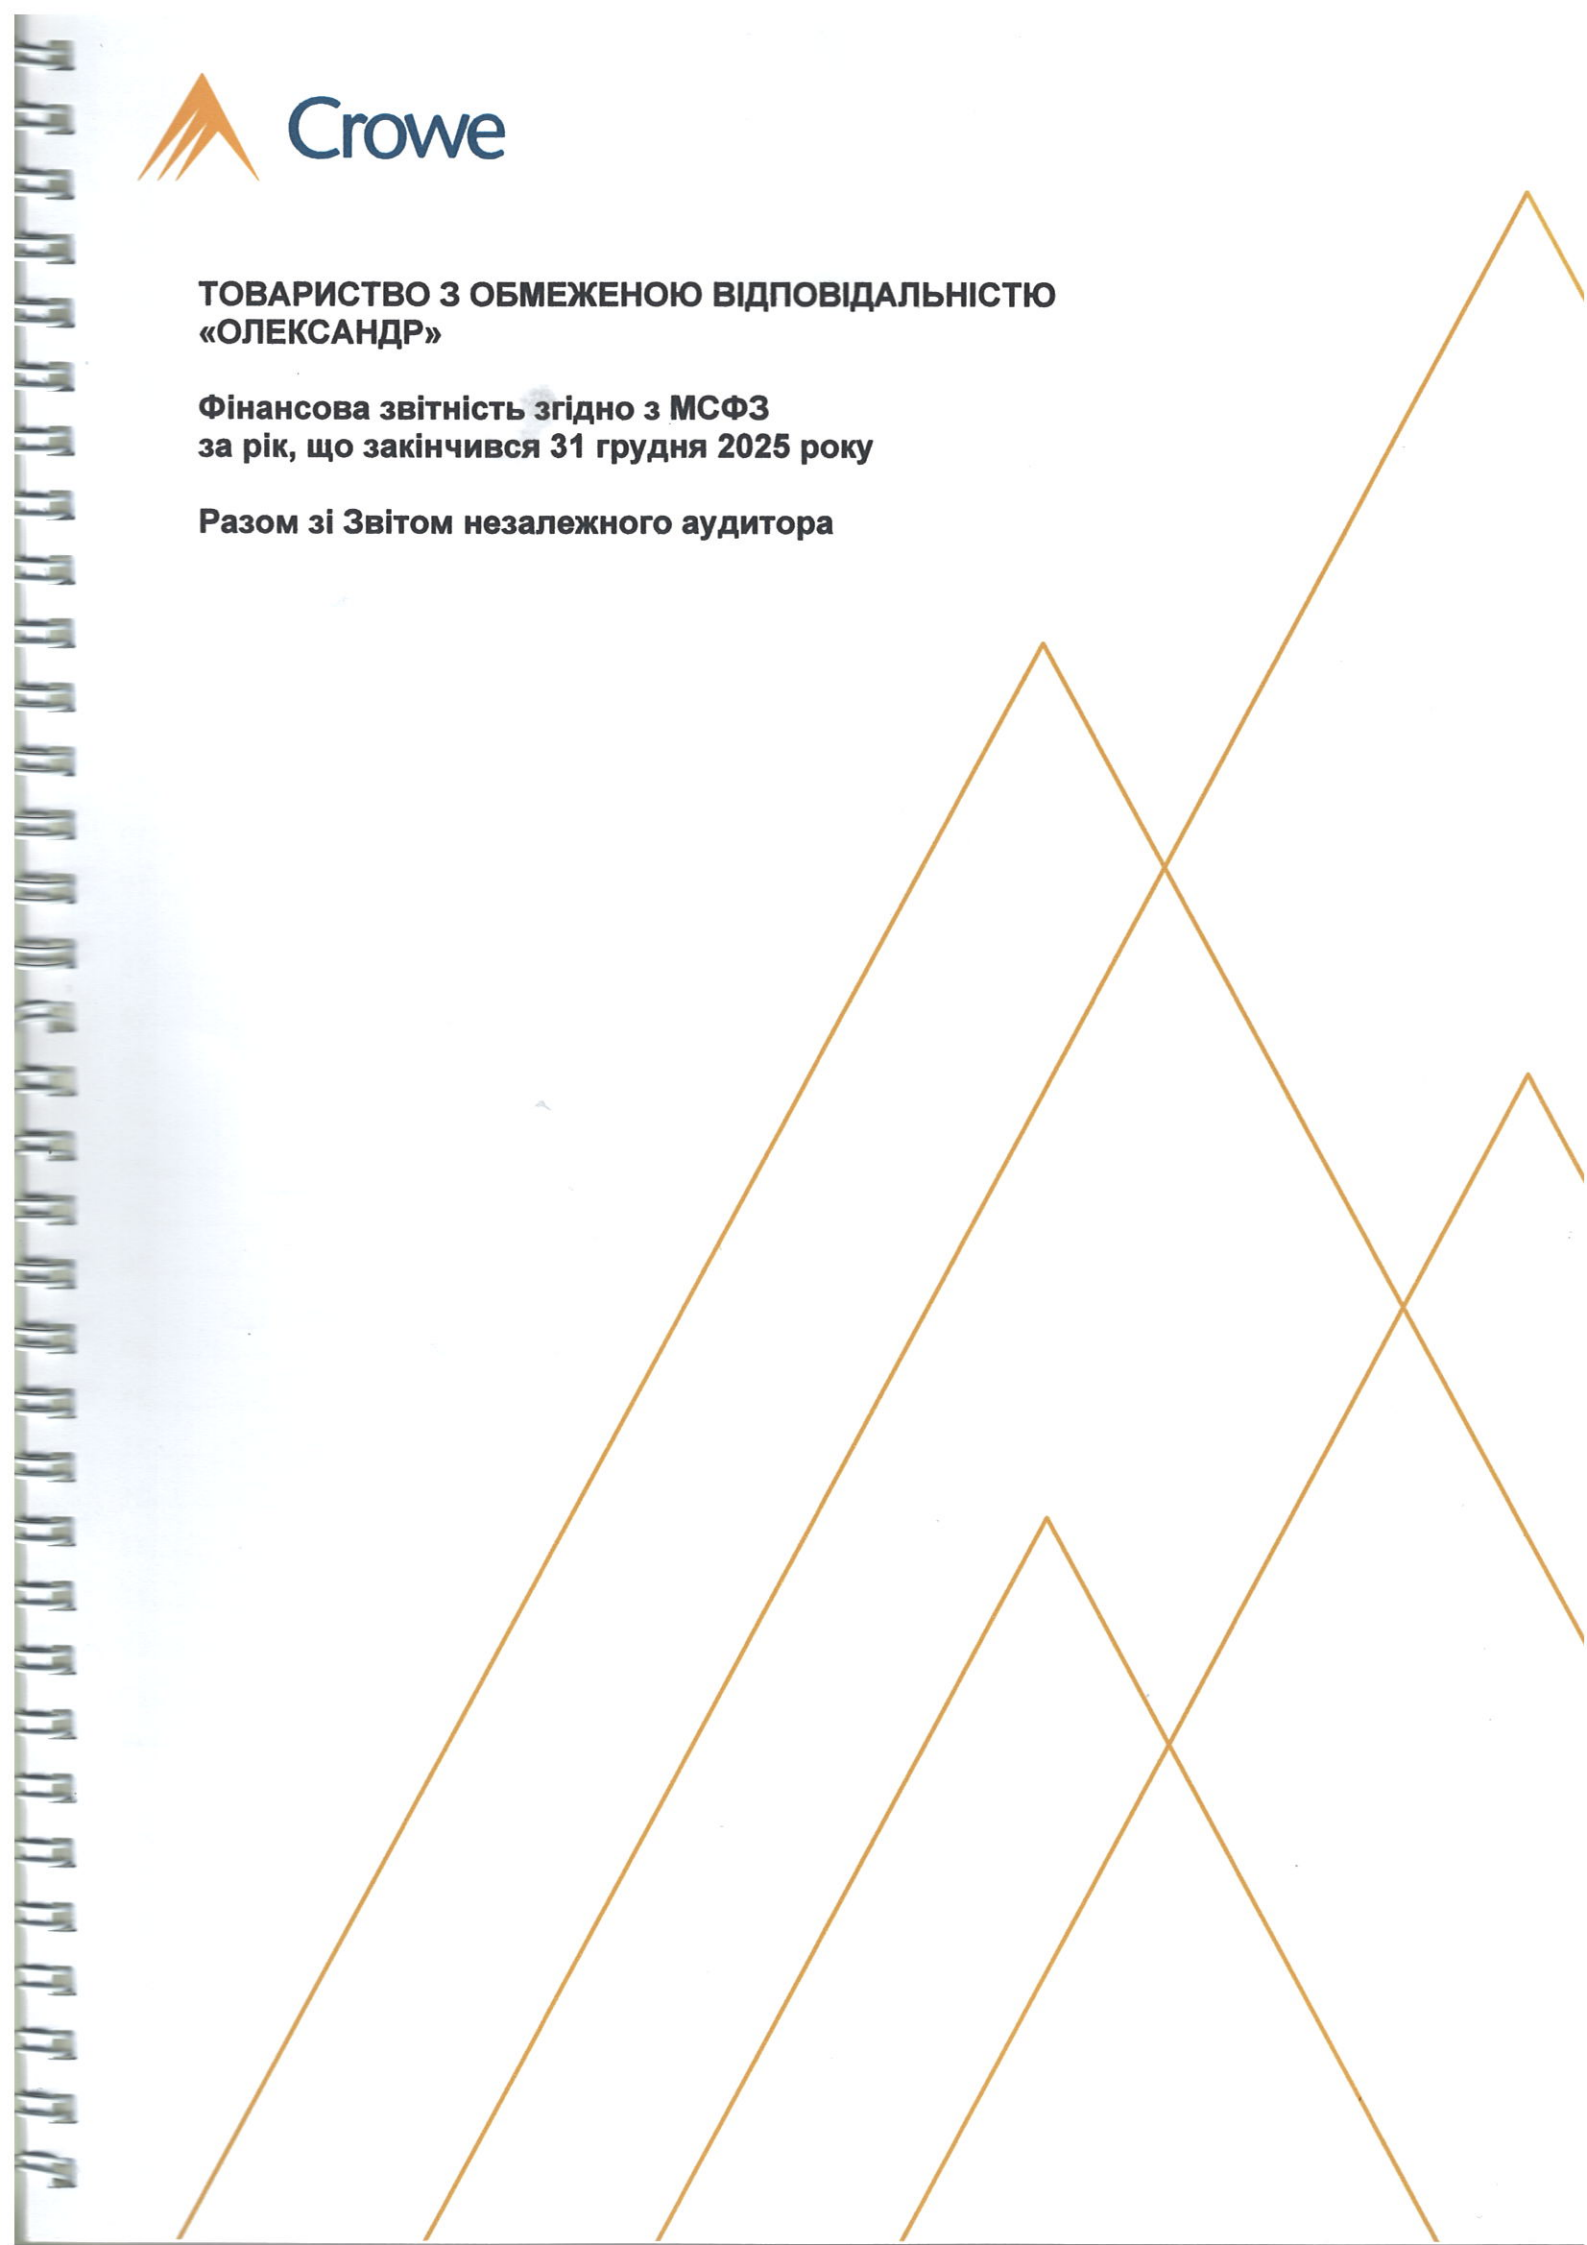 Crowe
ТОВАРИСТВО З ОБМЕЖЕНОЮ ВІДПОВІДАЛЬНІСТЮ
«ОЛЕКСАНДР»
Фінансова звітність згідно з МСФЗ
за рік, що закінчився 31 грудня 2025 року
Разом зі Звітом незалежного аудитора